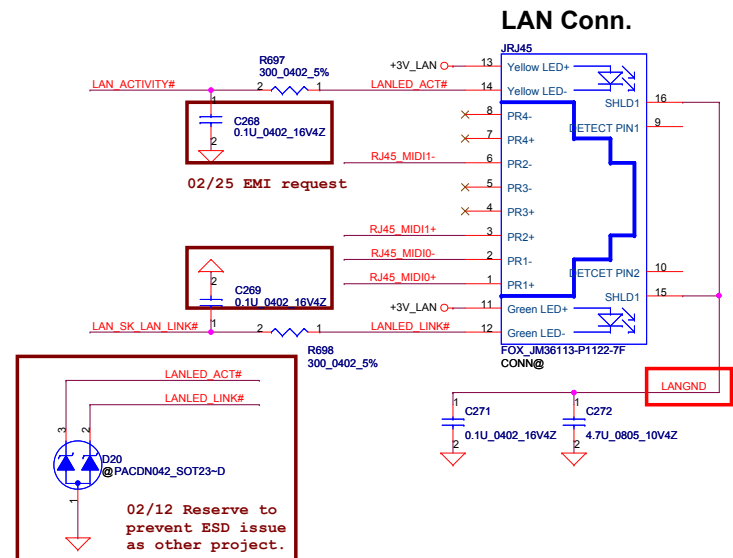 LAN Conn.
JRJ45
R697
300_0402_5%
LAN_ACTIVITY#
2
1
LANLED_ACT#
+3V_LAN
13
Yellow LED+
14
Yellow LED-
1
C268
0.1U_0402_16V4Z
2
02/25 EMI request
8
PR4-
7
PR4+
RJ45_MIDI1-
6
PR2-
5
PR3-
4
PR3+
RJ45_MIDI1+
3
PR2+
RJ45_MIDI0-
2
PR1-
RJ45_MIDI0+
1
PR1+
SHLD1
16
DETECT PIN1
9
DETCET PIN2
10
SHLD1
15
2
C269
0.1U_0402_16V4Z
1
+3V_LAN
11
Green LED+
LAN_SK_LAN_LINK#
2
1
LANLED_LINK#
12
Green LED-
R698
300_0402_5%
FOX_JM36113-P1122-7F
CONN@
LANGND
1
C271
0.1U_0402_16V4Z
2
1
C272
4.7U_0805_10V4Z
2
LANLED_ACT#
LANLED_LINK#
3
2
D20
@PACDN042_SOT23~D
1
02/12 Reserve to
prevent ESD issue
as other project.